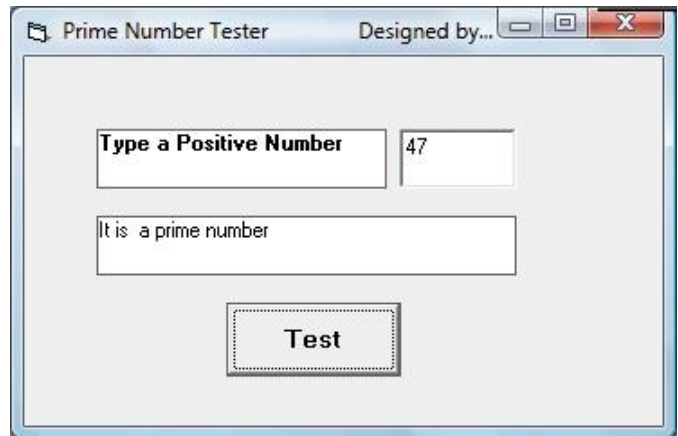 Prime Number Tester Designed by...
Type a Positive Number 47
It is a prime number
Test